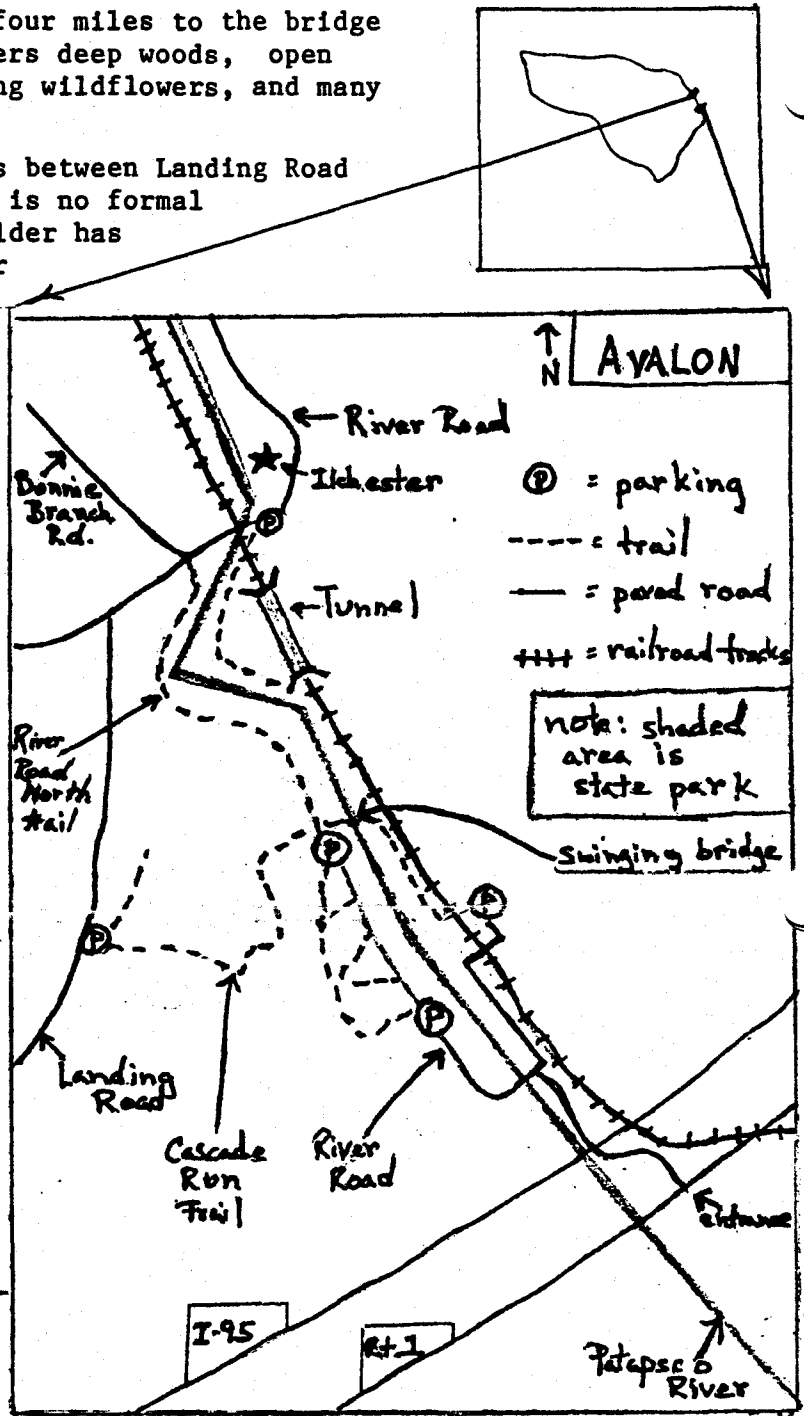 four miles to the bridge
ers deep woods, open
ng wildflowers, and many
s between Landing Road
is no formal
lder has
r
N
AVALON
River Road
Ilchester
Bonnie
Branch
Rd.
P
P = parking
---- = trail
Tunnel
— = paved road
++++ = railroad tracks
note: shaded
area is
state park
River
Road
North
trail
swinging bridge
P
P
P
P
Landing
Road
Cascade
Run
Trail
River
Road
entrance
I-95
Rt 1
Patapsco
River